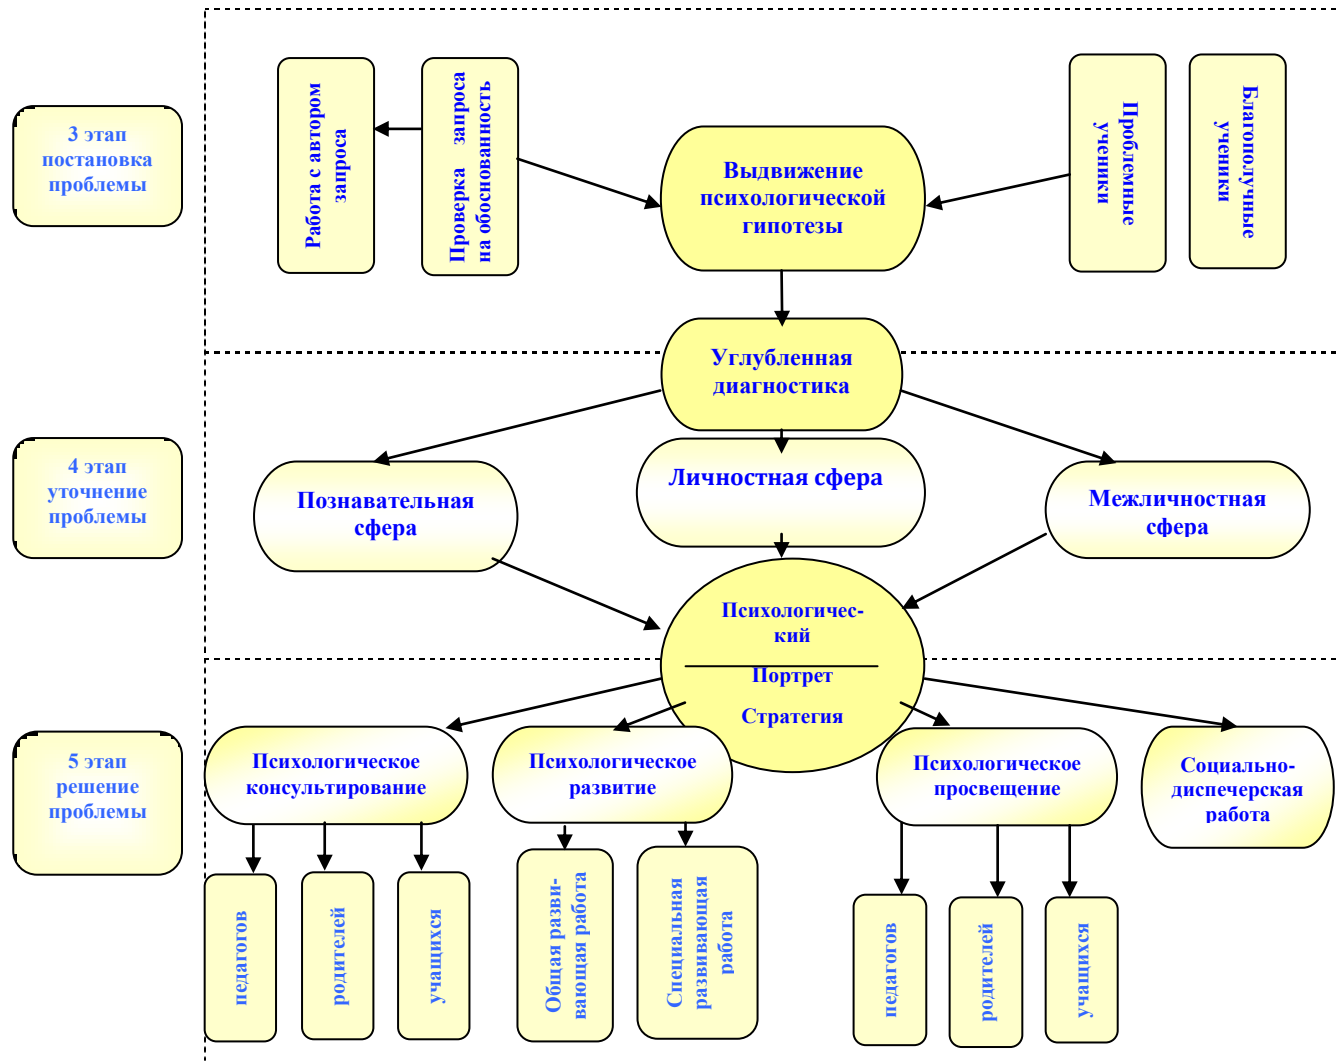 3 этап
постановка
проблемы
Работа с автором
запроса
Проверка запроса
на обоснованность
Выдвижение
психологической
гипотезы
Проблемные
ученики
Благополучные
ученики
Углубленная
диагностика
4 этап
уточнение
проблемы
Познавательная
сфера
Личностная сфера
Межличностная
сфера
Психологичес-
кий
Портрет
Стратегия
5 этап
решение
проблемы
Психологическое
консультирование
Психологическое
развитие
Психологическое
просвещение
Социально-
диспечерская
работа
педагогов
родителей
учащихся
Общая разви-
вающая работа
Специальная
развивающая
работа
педагогов
родителей
учащихся